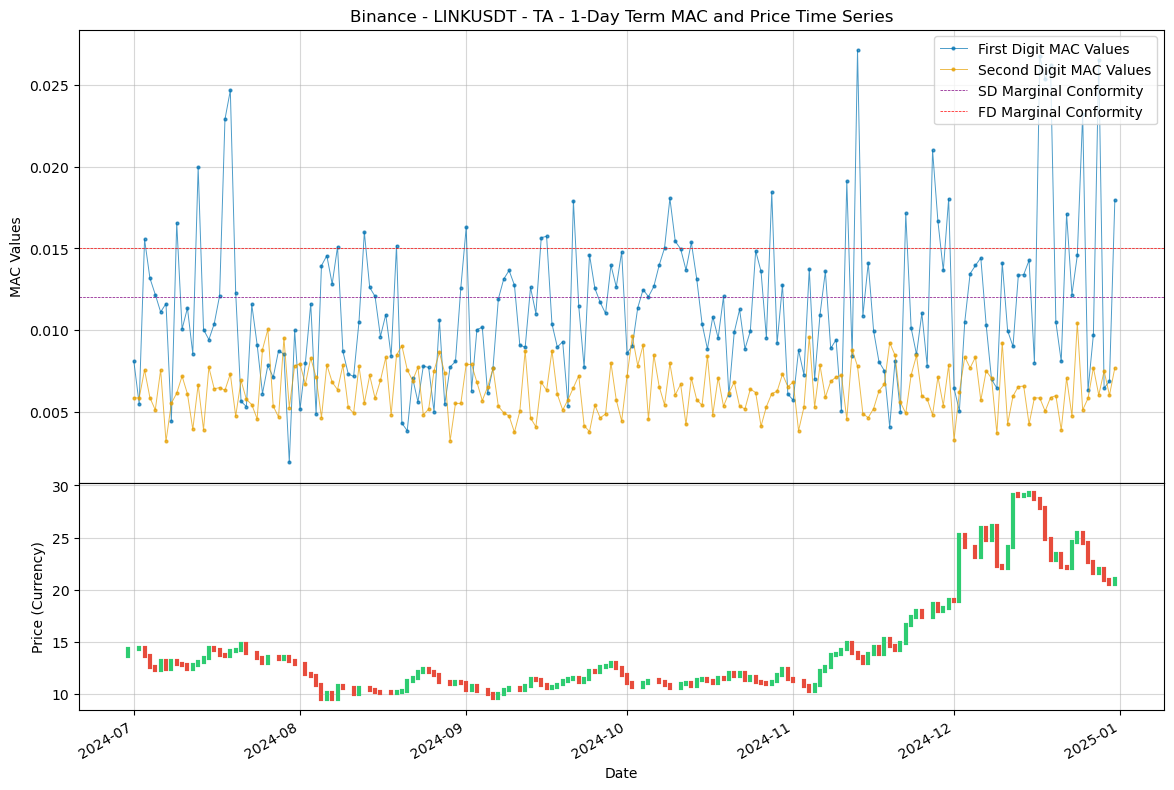 Binance - LINKUSDT - TA - 1-Day Term MAC and Price Time Series
First Digit MAC Values
Second Digit MAC Values
SD Marginal Conformity
FD Marginal Conformity
MAC Values
0.025
0.020
0.015
0.010
0.005
Price (Currency)
30
25
20
15
10
2024-07
2024-08
2024-09
2024-10
2024-11
2024-12
2025-01
Date